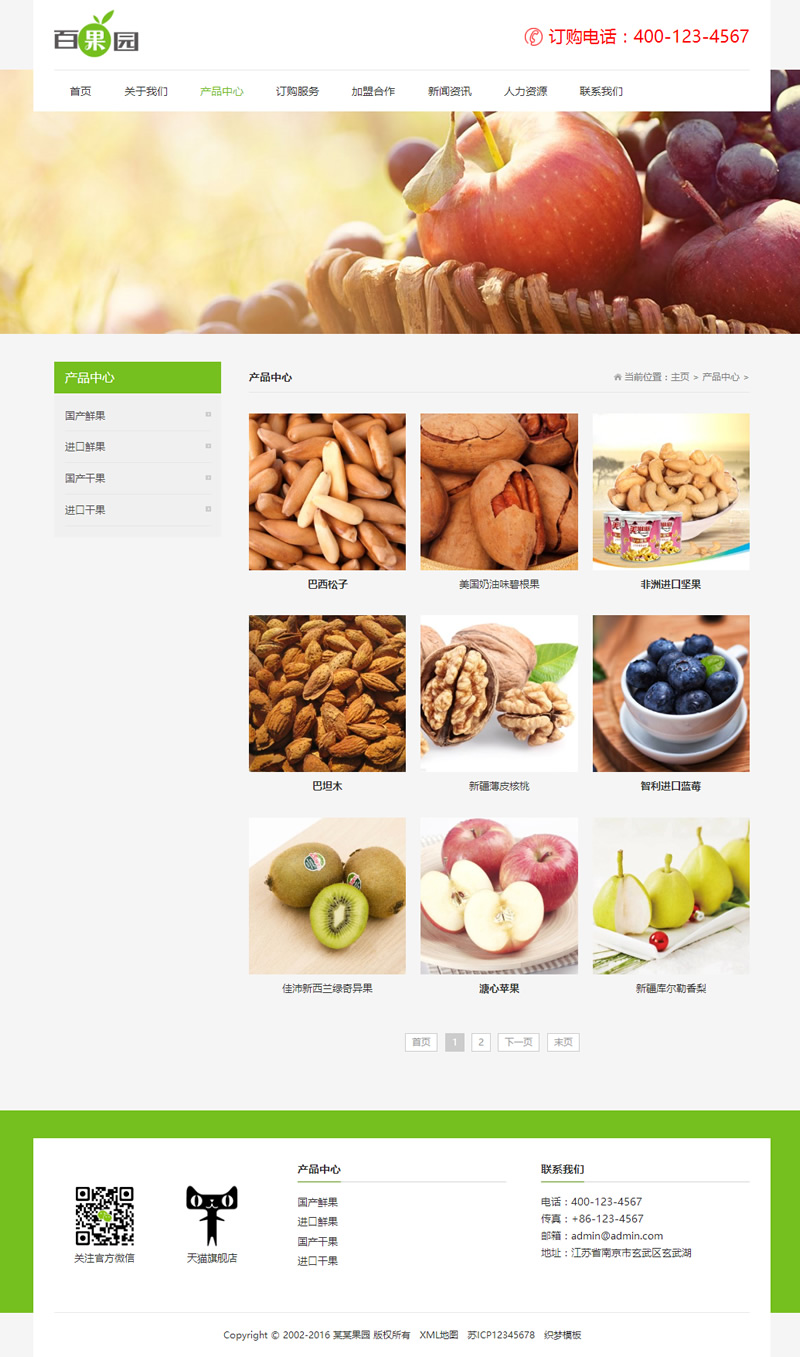 百果园
订购电话：400-123-4567
首页 关于我们 产品中心 订购服务 加盟合作 新闻资讯 人力资源 联系我们
产品中心
国产鲜果
进口鲜果
国产干果
进口干果
产品中心
当前位置：主页 > 产品中心 >
巴西松子 美国奶油味碧根果 非洲进口坚果
巴坦木 新疆薄皮核桃 智利进口蓝莓
佳沛新西兰绿奇异果 溏心苹果 新疆库尔勒香梨
首页 1 2 下一页 末页
关注官方微信
天猫旗舰店
产品中心
国产鲜果
进口鲜果
国产干果
进口干果
联系我们
电话：400-123-4567
传真：+86-123-4567
邮箱：admin@admin.com
地址：江苏省南京市玄武区玄武湖
Copyright © 2002-2016 某某果园 版权所有 XML地图 苏ICP12345678 织梦模板